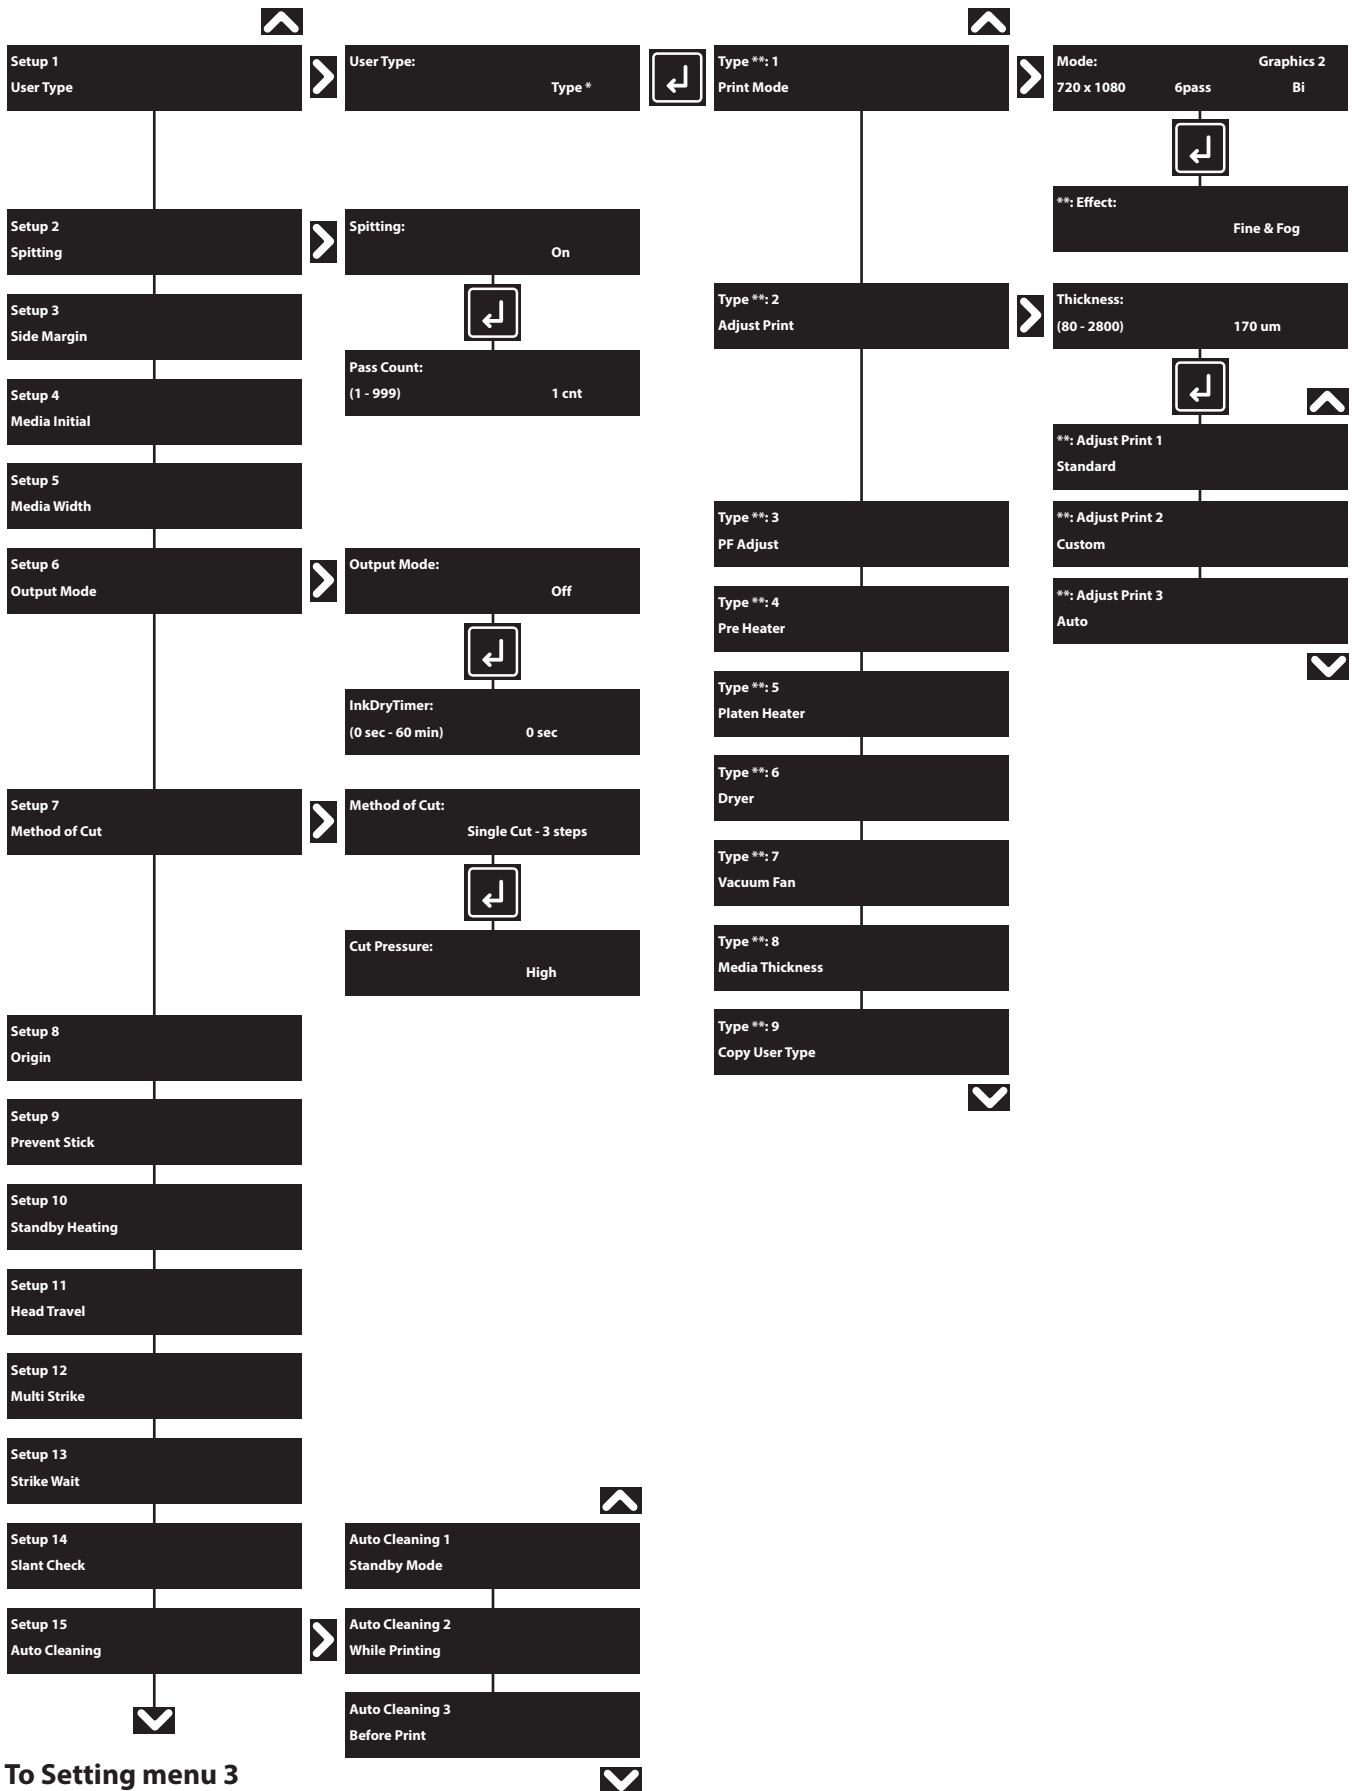 Setup 1
User Type
User Type:
Type *
Type **: 1
Print Mode
Mode: Graphics 2
720 x 1080 6pass Bi
**: Effect:
Fine & Fog
Setup 2
Spitting
Spitting:
On
Pass Count:
(1 - 999) 1 cnt
Setup 3
Side Margin
Setup 4
Media Initial
Setup 5
Media Width
Setup 6
Output Mode
Output Mode:
Off
InkDryTimer:
(0 sec - 60 min) 0 sec
Setup 7
Method of Cut
Method of Cut:
Single Cut - 3 steps
Cut Pressure:
High
Type **: 2
Adjust Print
Thickness:
(80 - 2800) 170 um
**: Adjust Print 1
Standard
**: Adjust Print 2
Custom
**: Adjust Print 3
Auto
Type **: 3
PF Adjust
Type **: 4
Pre Heater
Type **: 5
Platen Heater
Type **: 6
Dryer
Type **: 7
Vacuum Fan
Type **: 8
Media Thickness
Type **: 9
Copy User Type
Setup 8
Origin
Setup 9
Prevent Stick
Setup 10
Standby Heating
Setup 11
Head Travel
Setup 12
Multi Strike
Setup 13
Strike Wait
Setup 14
Slant Check
Setup 15
Auto Cleaning
Auto Cleaning 1
Standby Mode
Auto Cleaning 2
While Printing
Auto Cleaning 3
Before Print
To Setting menu 3